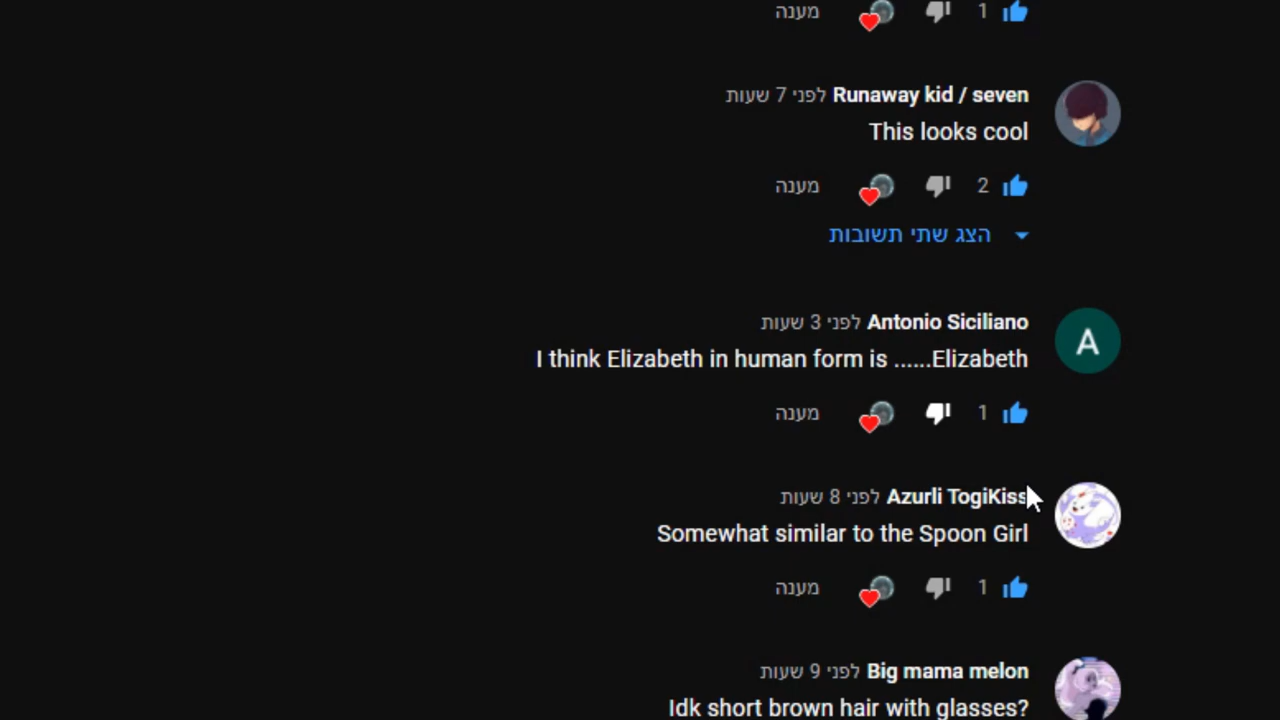 1 מענה
Runaway kid / seven לפני 7 שעות
This looks cool
2 מענה
הצג שתי תשובות
Antonio Siciliano לפני 3 שעות
I think Elizabeth in human form is ......Elizabeth
A
1 מענה
Azurli TogiKiss לפני 8 שעות
Somewhat similar to the Spoon Girl
1 מענה
Big mama melon לפני 9 שעות
Idk short brown hair with glasses?